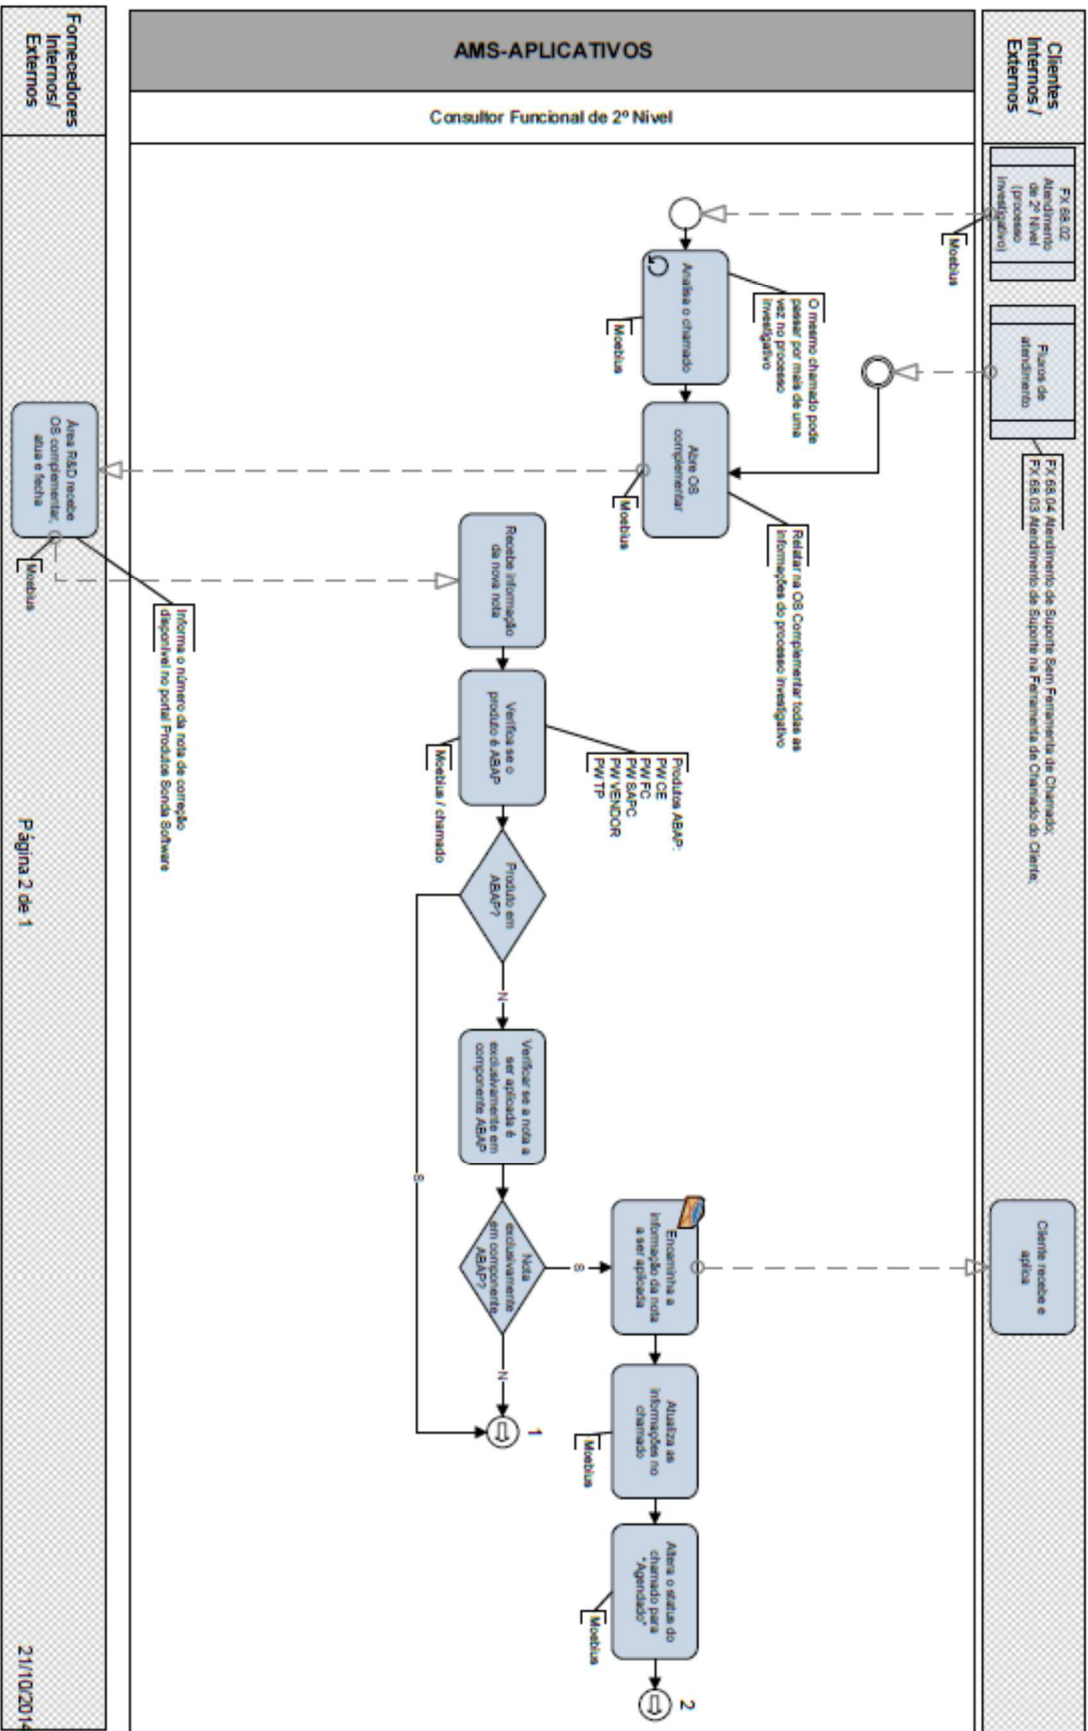 Clientes
Internos /
Externos
FX 68.02
Atendimento
de 2º Nível
(processo
investigativo)
Moebius
Fluxos de
atendimento
FX 68.04 Atendimento de Suporte Sem Ferramenta de Chamado;
FX 68.03 Atendimento de Suporte na Ferramenta de Chamado do Cliente;
Cliente recebe e
aplica
AMS-APLICATIVOS
Consultor Funcional de 2º Nível
Analisa o chamado
O mesmo chamado pode
passar por mais de uma
vez no processo
investigativo
Moebius
Abre OS
complementar
Relatar na OS Complementar todas as
informações do processo investigativo
Moebius
Recebe informação
da nova nota
Verifica se o
produto é ABAP
Produtos ABAP:
PW CE
PW FC
PW SAPC
PW VENDOR
PW TP
Moebius / chamado
Produto em
ABAP?
N
S
Verificar se a nota a
ser aplicada é
exclusivamente em
componente ABAP
Nota
exclusivamente
em componente
ABAP?
S
N
1
Encaminha a
informação da nota
a ser aplicada
Atualiza as
informações no
chamado
Moebius
Altera o status do
chamado para
"Agendado"
Moebius
2
Fornecedores
Internos/
Externos
Área R&D recebe
OS complementar,
atua e fecha
Moebius
Informa o número da nota de correção
disponível no portal Produtos Sonda Software
Página 2 de 1
21/10/2014